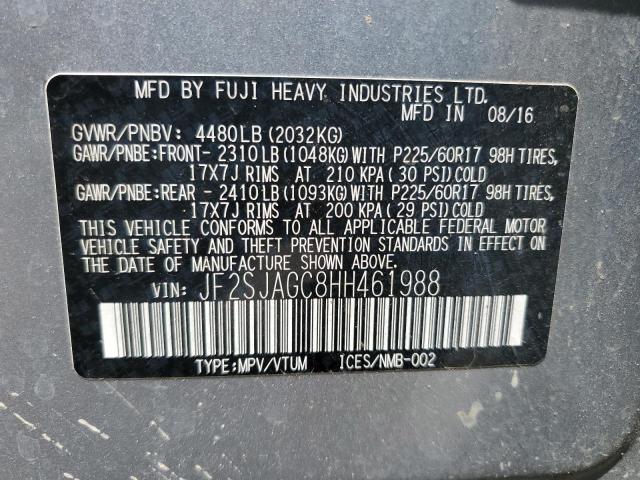 MFD BY FUJI HEAVY INDUSTRIES LTD.
MFD IN 08/16
GVWR/PNBV: 4480LB (2032KG)
GAWR/PNBE:FRONT- 2310LB (1048KG) WITH P225/60R17 98H TIRES,
17X7J RIMS AT 210 KPA ( 30 PSI) COLD
GAWR/PNBE:REAR - 2410LB (1093KG) WITH P225/60R17 98H TIRES,
17X7J RIMS AT 200 KPA ( 29 PSI) COLD
THIS VEHICLE CONFORMS TO ALL APPLICABLE FEDERAL MOTOR
VEHICLE SAFETY AND THEFT PREVENTION STANDARDS IN EFFECT
ON THE DATE OF MANUFACTURE SHOWN ABOVE.
VIN: JF2SJAGC8HH461988
TYPE:MPV/VTUM ICES/NMB-002